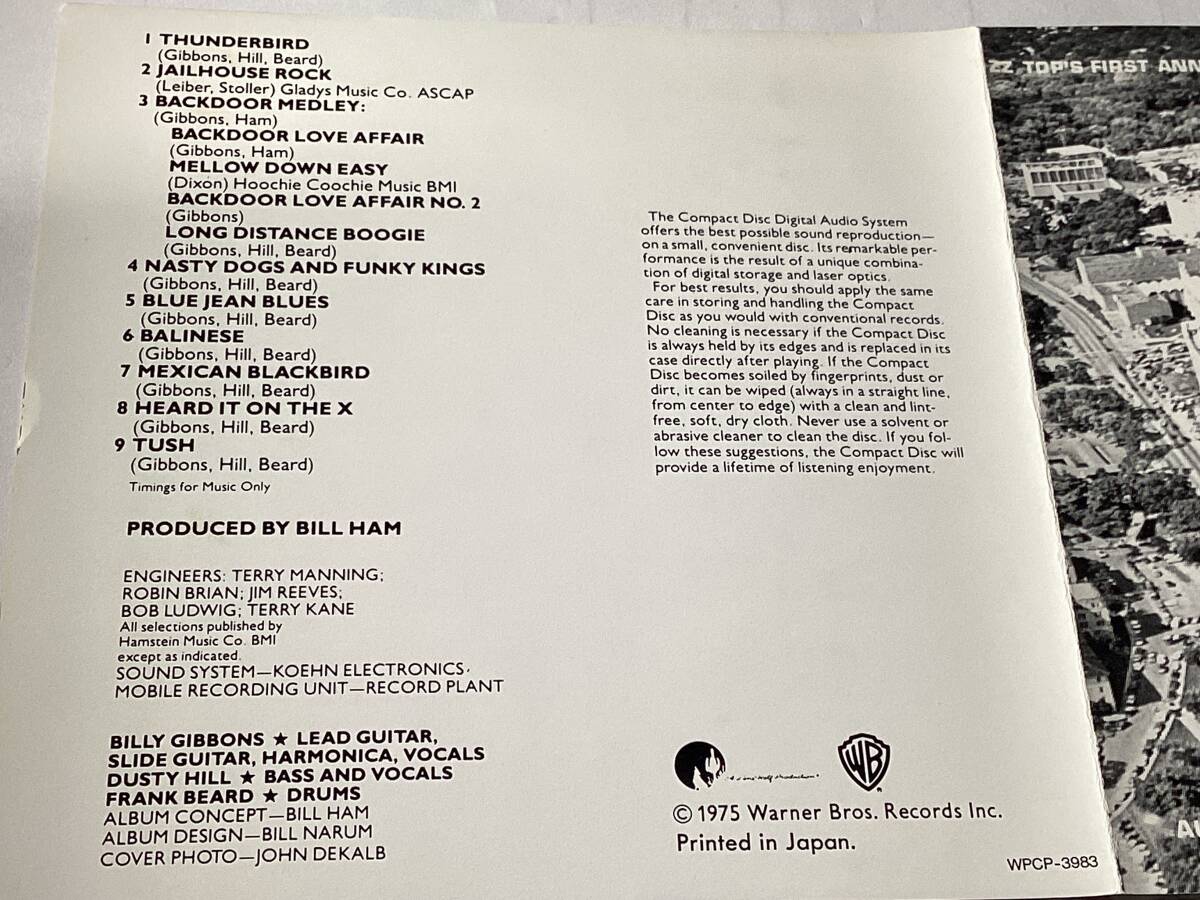 1 THUNDERBIRD
(Gibbons, Hill, Beard)
2 JAILHOUSE ROCK
(Leiber, Stoller) Gladys Music Co. ASCAP
3 BACKDOOR MEDLEY:
(Gibbons, Ham)
BACKDOOR LOVE AFFAIR
(Gibbons, Ham)
MELLOW DOWN EASY
(Dixon) Hoochie Coochie Music BMI
BACKDOOR LOVE AFFAIR NO. 2
(Gibbons)
LONG DISTANCE BOOGIE
(Gibbons, Hill, Beard)
4 NASTY DOGS AND FUNKY KINGS
(Gibbons, Hill, Beard)
5 BLUE JEAN BLUES
(Gibbons, Hill, Beard)
6 BALINESE
(Gibbons, Hill, Beard)
7 MEXICAN BLACKBIRD
(Gibbons, Hill, Beard)
8 HEARD IT ON THE X
(Gibbons, Hill, Beard)
9 TUSH
(Gibbons, Hill, Beard)
Timings for Music Only
PRODUCED BY BILL HAM
ENGINEERS: TERRY MANNING;
ROBIN BRIAN; JIM REEVES;
BOB LUDWIG; TERRY KANE
All selections published by
Hamstein Music Co. BMI
except as indicated.
SOUND SYSTEM—KOEHN ELECTRONICS.
MOBILE RECORDING UNIT—RECORD PLANT
BILLY GIBBONS ★ LEAD GUITAR,
SLIDE GUITAR, HARMONICA, VOCALS
DUSTY HILL ★ BASS AND VOCALS
FRANK BEARD ★ DRUMS
ALBUM CONCEPT—BILL HAM
ALBUM DESIGN—BILL NARUM
COVER PHOTO—JOHN DEKALB
The Compact Disc Digital Audio System
offers the best possible sound reproduction—
on a small, convenient disc. Its remarkable per-
formance is the result of a unique combina-
tion of digital storage and laser optics.
For best results, you should apply the same
care in storing and handling the Compact
Disc as you would with conventional records.
No cleaning is necessary if the Compact Disc
is always held by its edges and is replaced in its
case directly after playing. If the Compact
Disc becomes soiled by fingerprints, dust or
dirt, it can be wiped (always in a straight line,
from center to edge) with a clean and lint-
free, soft, dry cloth. Never use a solvent or
abrasive cleaner to clean the disc. If you fol-
low these suggestions, the Compact Disc will
provide a lifetime of listening enjoyment.
WB
© 1975 Warner Bros. Records Inc.
Printed in Japan.
WPCP-3983
ZZ TOP'S FIRST ANN